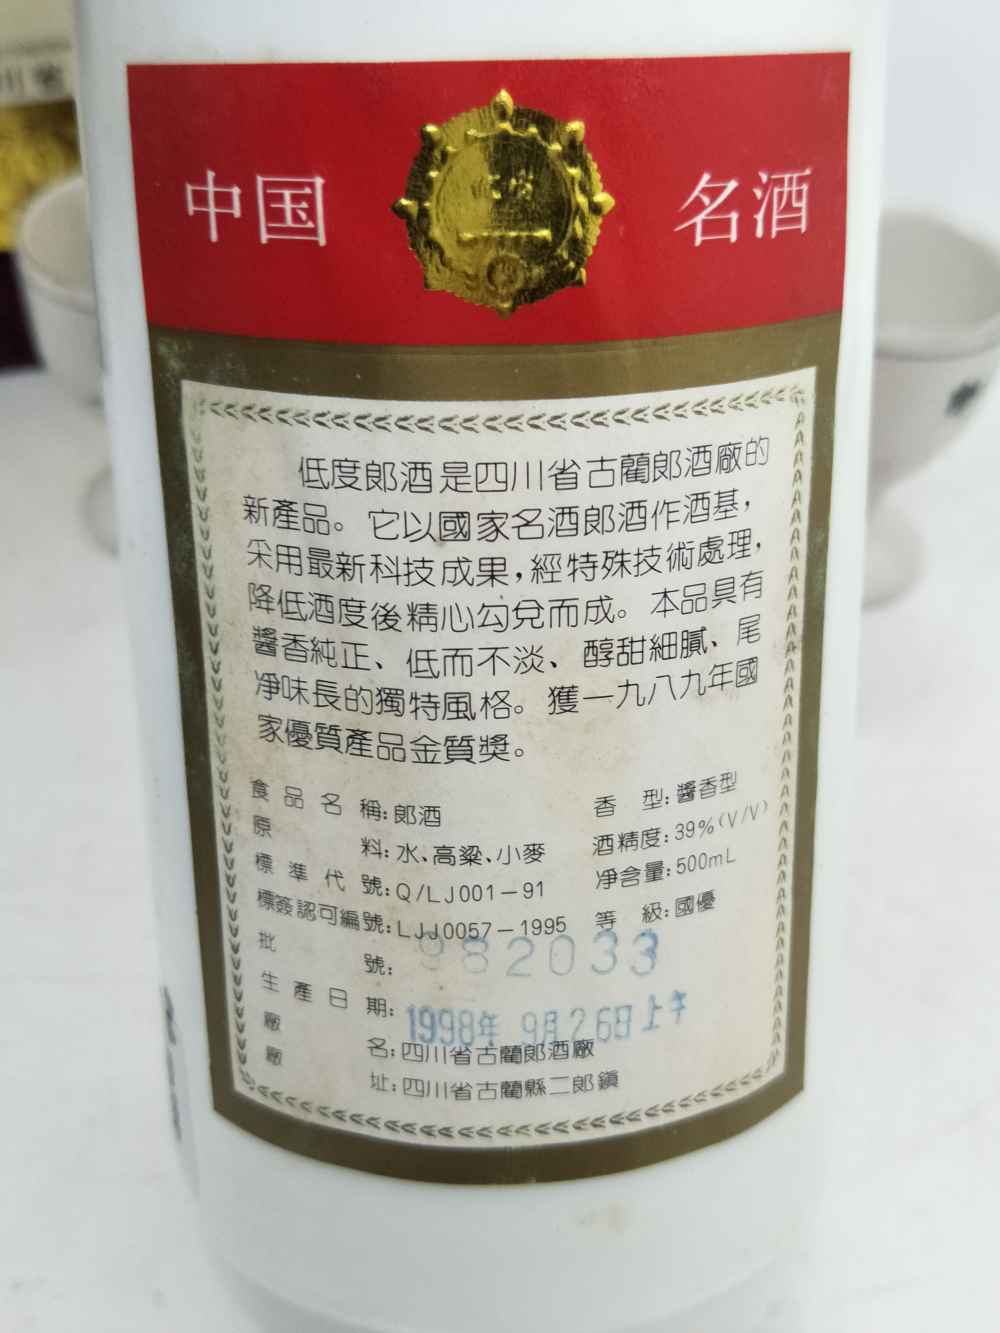 中国 名酒
低度郎酒是四川省古藺郎酒廠的
新產品。它以國家名酒郎酒作酒基，
采用最新科技成果，經特殊技術處理，
降低酒度後精心勾兌而成。本品具有
醬香純正、低而不淡、醇甜細膩、尾
淨味長的獨特風格。獲一九八九年國
家優質產品金質獎。
食品名稱:郎酒 香型:醬香型
原料:水、高粱、小麥 酒精度:39%(V/V)
標準代號:Q/LJ001-91 净含量:500mL
標簽認可編號:LJJ0057-1995 等級:國優
批號: 982033
生產日期: 1998年 9月26日上午
廠名:四川省古藺郎酒廠
廠址:四川省古藺縣二郎鎮